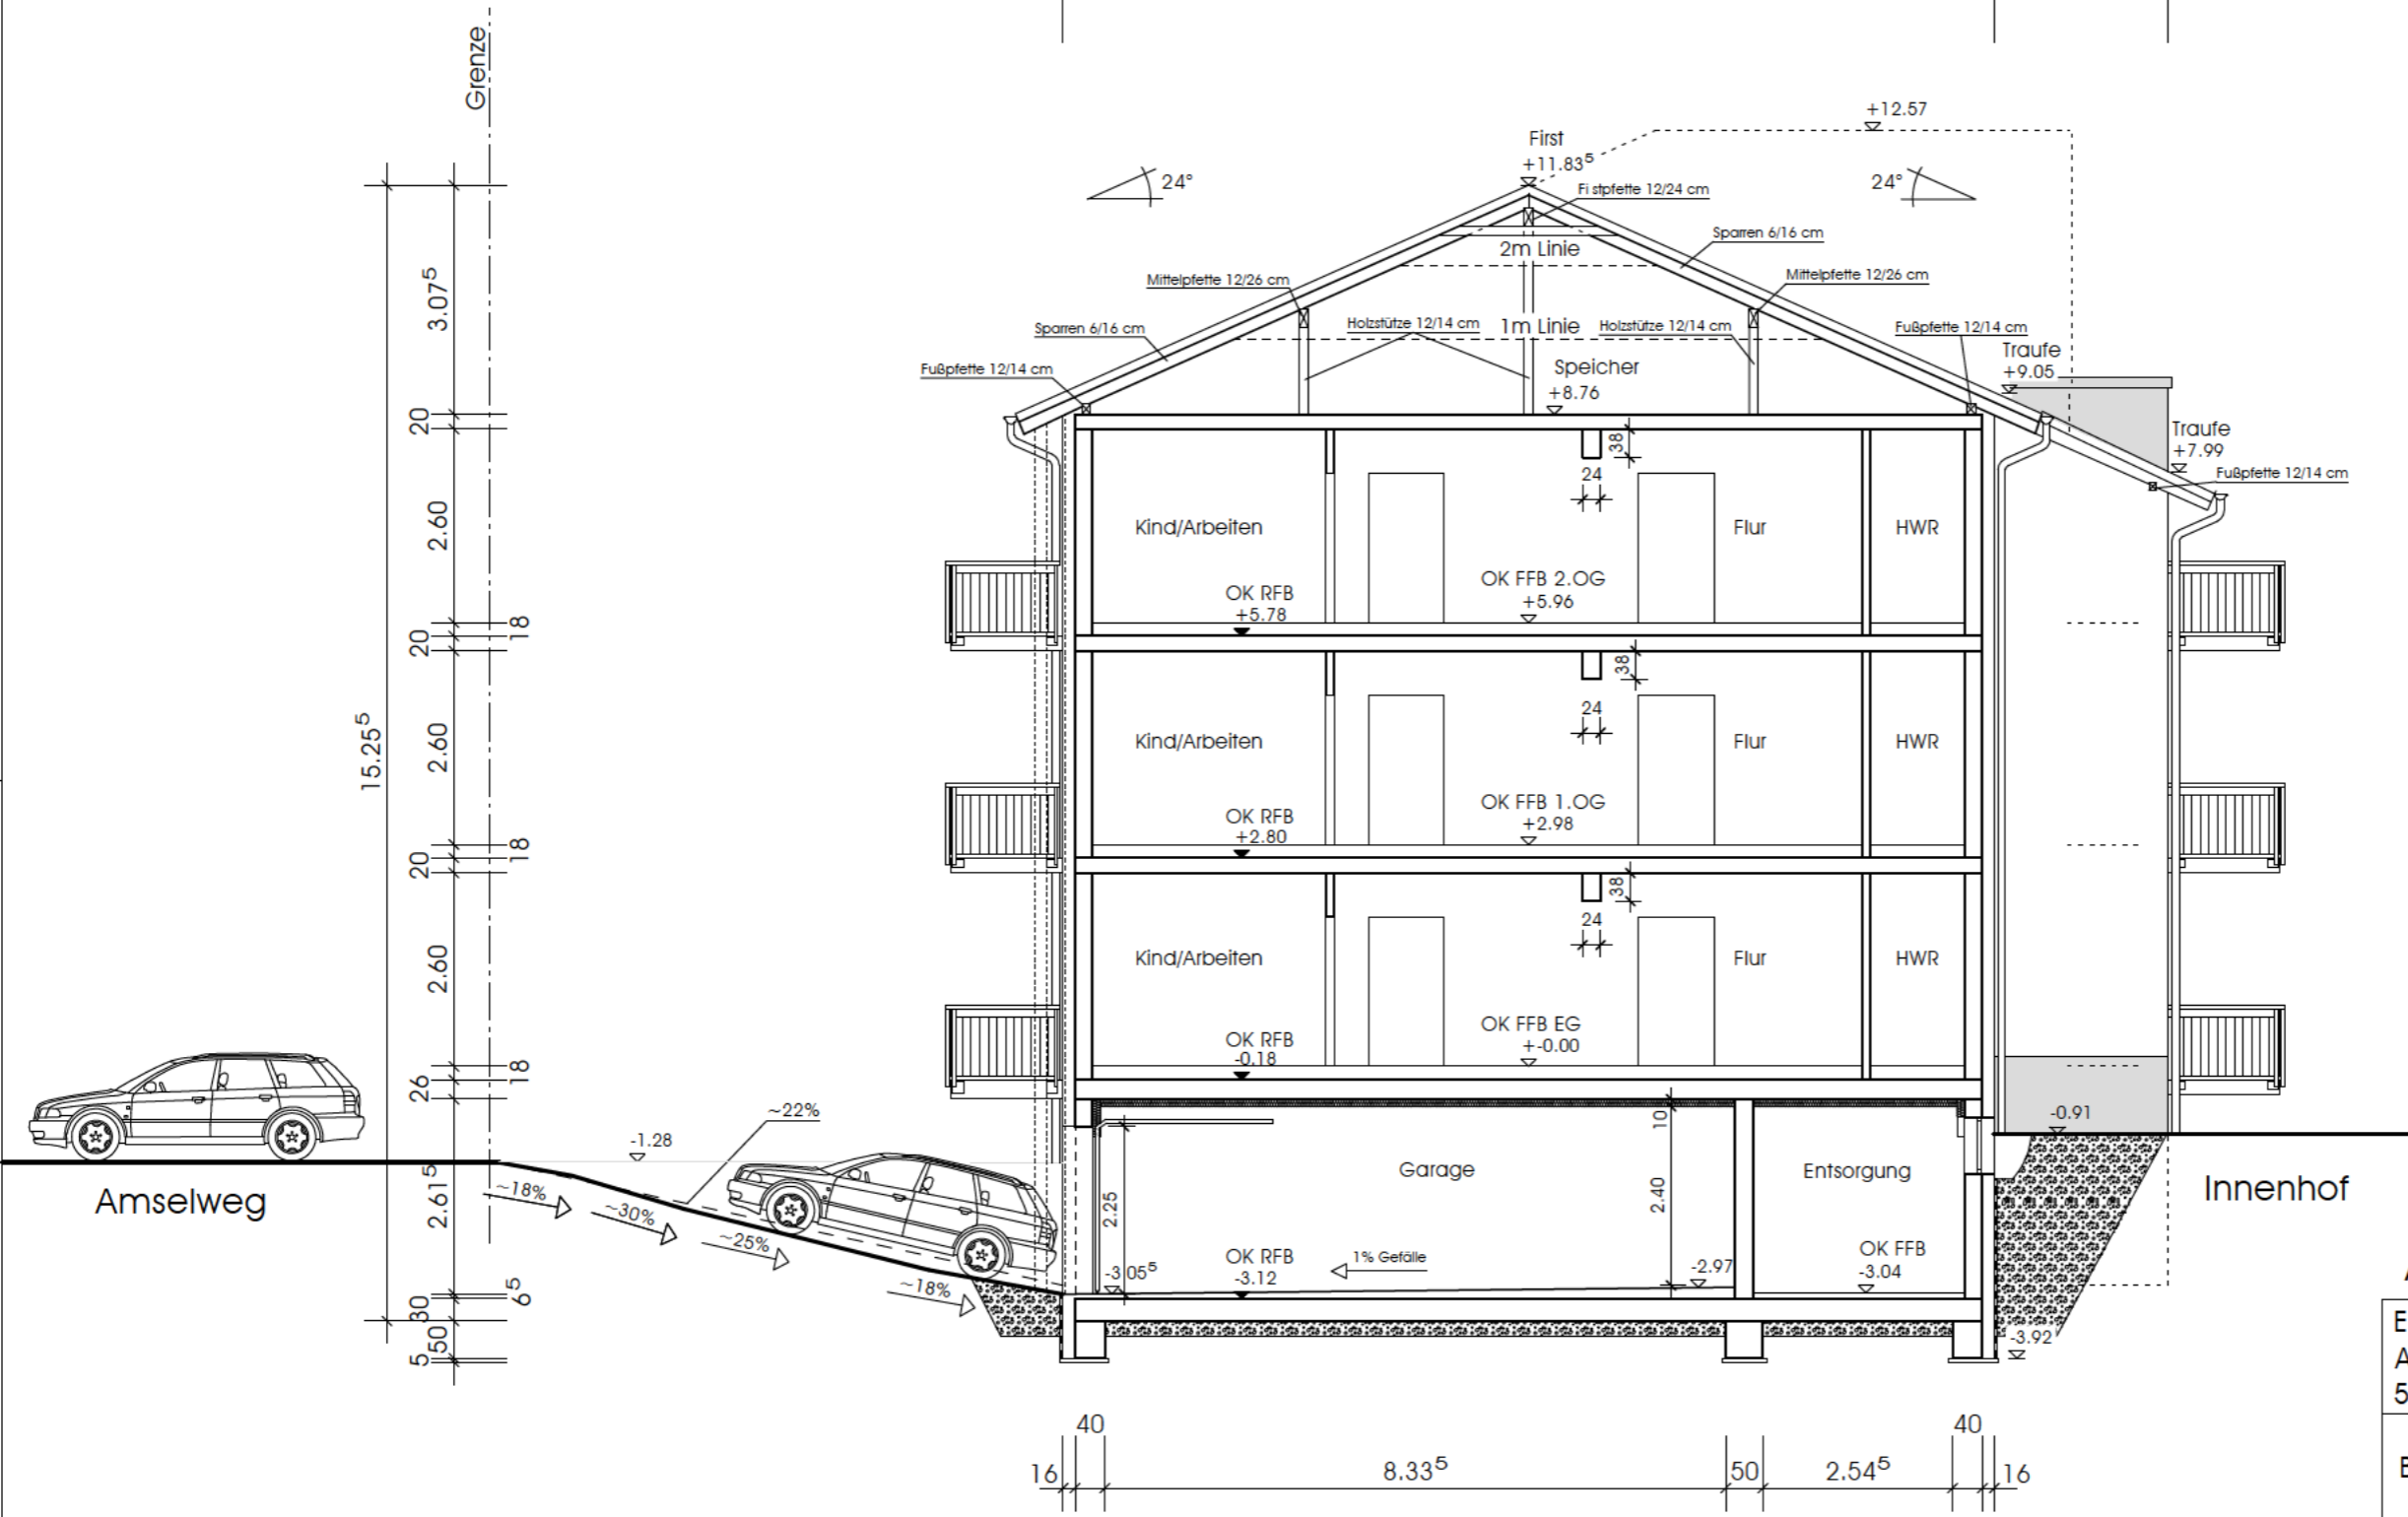 Grenze
+12.57
First
+11.83⁵
24°
24°
Fi stpfette 12/24 cm
Sparren 6/16 cm
2m Linie
Mittelpfette 12/26 cm
Mittelpfette 12/26 cm
3.07⁵
Sparren 6/16 cm
Holzstütze 12/14 cm
1m Linie
Holzstütze 12/14 cm
Fußpfette 12/14 cm
Traufe
+9.05
Fußpfette 12/14 cm
Speicher
+8.76
20
38
24
Traufe
+7.99
Fußpfette 12/14 cm
2.60
Kind/Arbeiten
Flur
HWR
OK RFB
+5.78
OK FFB 2.OG
+5.96
18
20
38
24
15.25⁵
2.60
Kind/Arbeiten
Flur
HWR
OK RFB
+2.80
OK FFB 1.OG
+2.98
18
20
38
24
2.60
Kind/Arbeiten
Flur
HWR
OK RFB
-0.18
OK FFB EG
+-0.00
18
26
~22%
-1.28
10
-0.91
Amselweg
2.61⁵
~18%
~30%
~25%
~18%
2.25
Garage
2.40
Entsorgung
Innenhof
OK RFB
-3.12
1% Gefälle
-3.05⁵
-2.97
OK FFB
-3.04
6⁵
30
50
5
-3.92
E
A
5
40
40
16
8.33⁵
50
2.54⁵
16